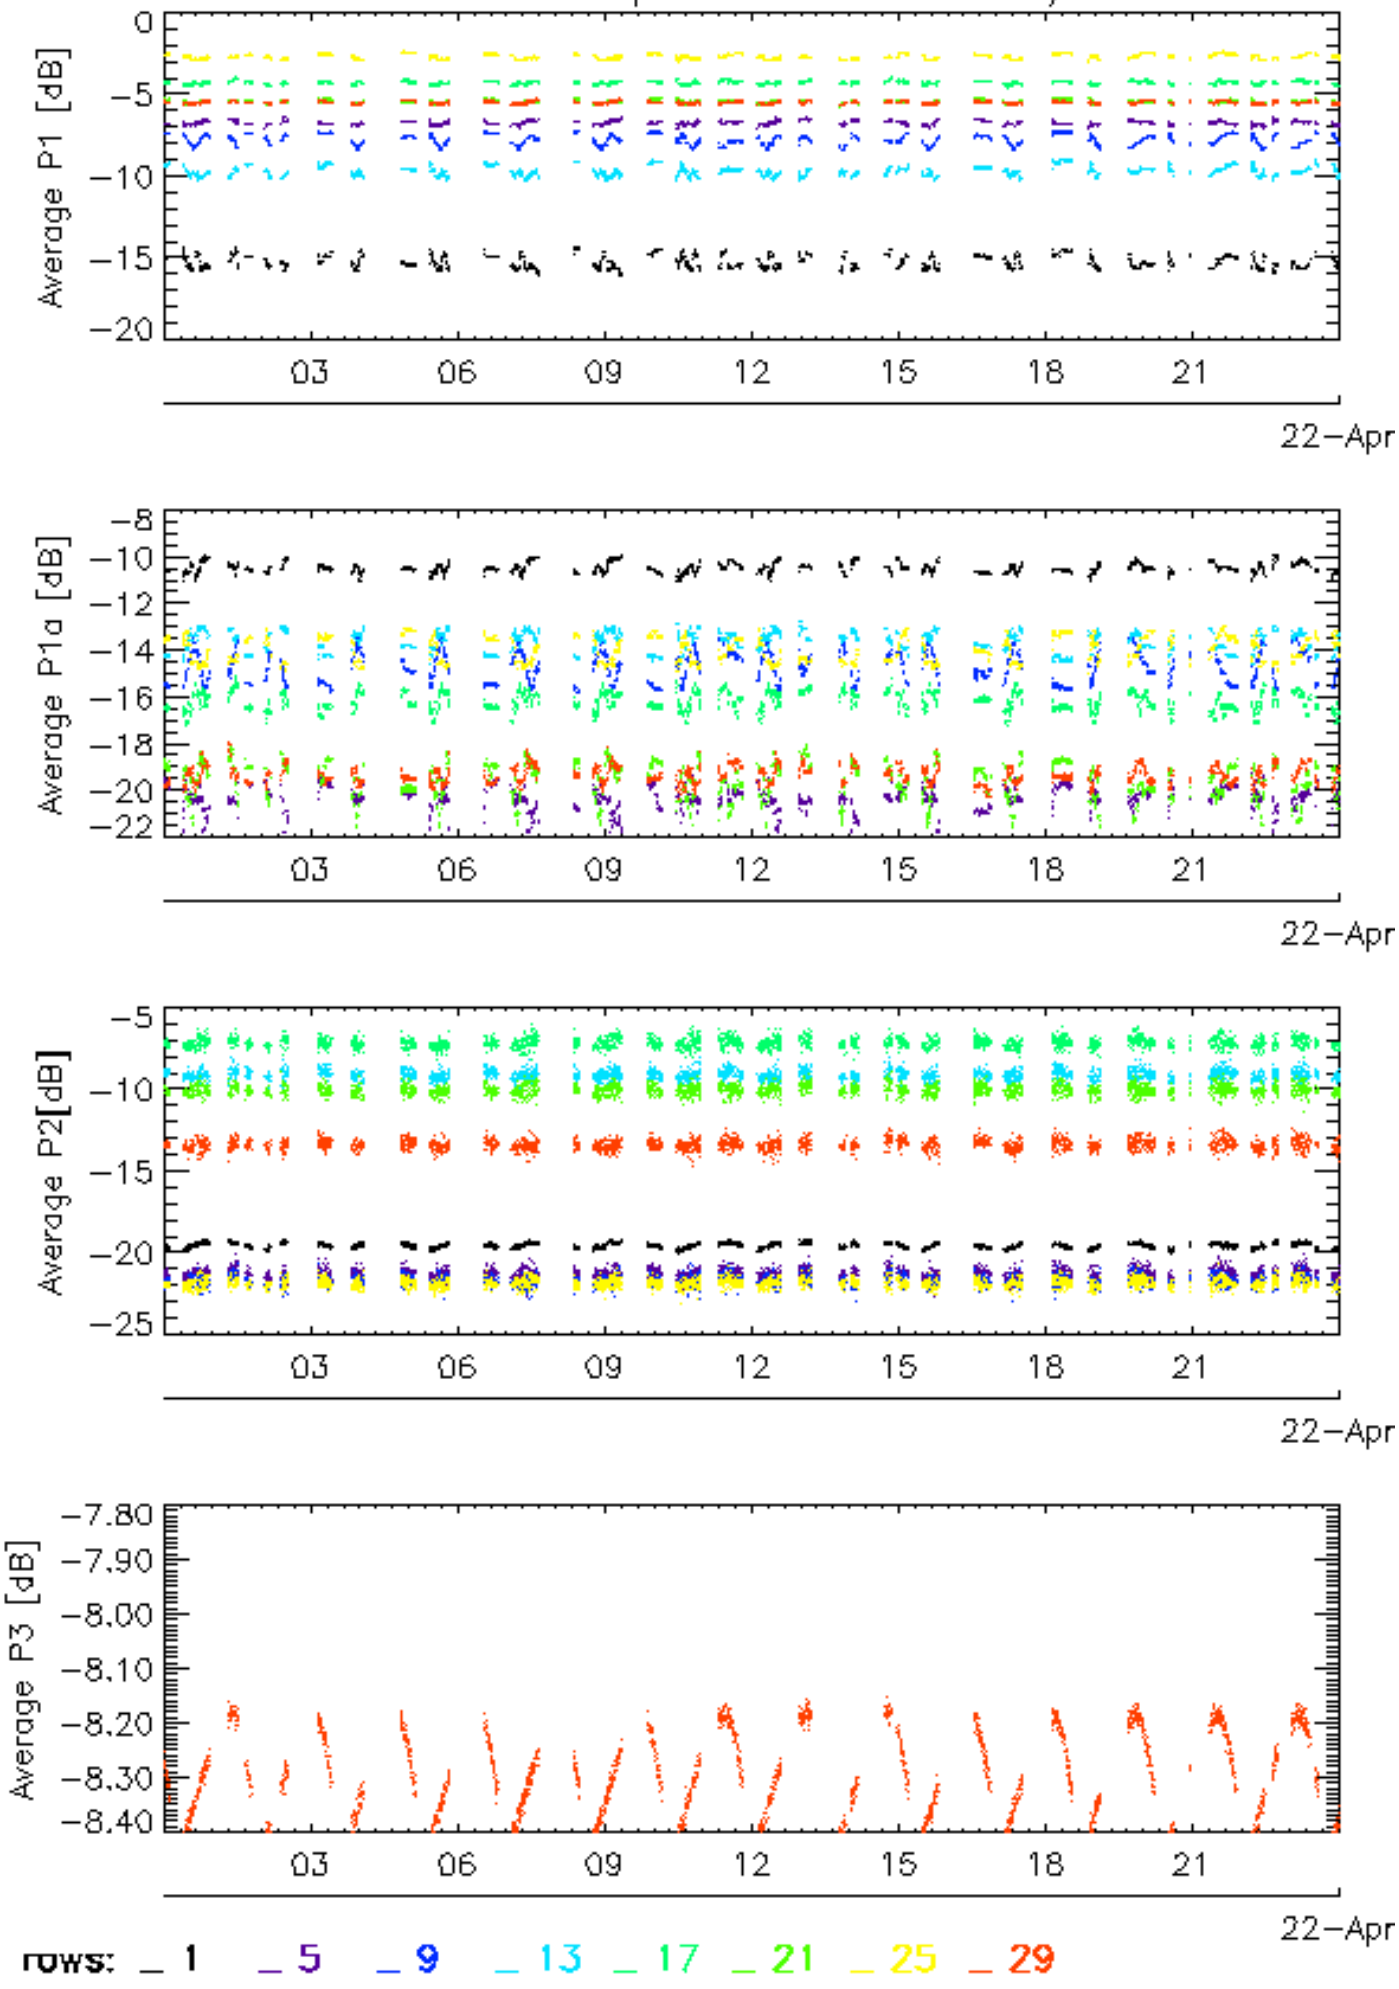 0
−5
−10
−15
−20
Average P1 [dB]
03 06 09 12 15 18 21
22−Apr
−8
−10
−12
−14
−16
−18
−20
−22
Average P1a [dB]
03 06 09 12 15 18 21
22−Apr
−5
−10
−15
−20
−25
Average P2[dB]
03 06 09 12 15 18 21
22−Apr
−7.80
−7.90
−8.00
−8.10
−8.20
−8.30
−8.40
Average P3 [dB]
03 06 09 12 15 18 21
22−Apr
rows: _ 1 _ 5 _ 9 _ 13 _ 17 _ 21 _ 25 _ 29